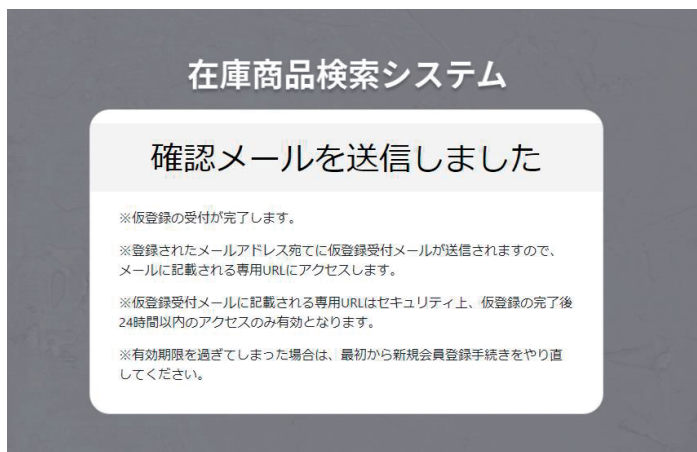 在庫商品検索システム
確認メールを送信しました
※仮登録の受付が完了します。
※登録されたメールアドレス宛てに仮登録受付メールが送信されますので、
メールに記載される専用URLにアクセスします。
※仮登録受付メールに記載される専用URLはセキュリティ上、仮登録の完了後
24時間以内のアクセスのみ有効となります。
※有効期限を過ぎてしまった場合は、最初から新規会員登録手続きをやり直
してください。